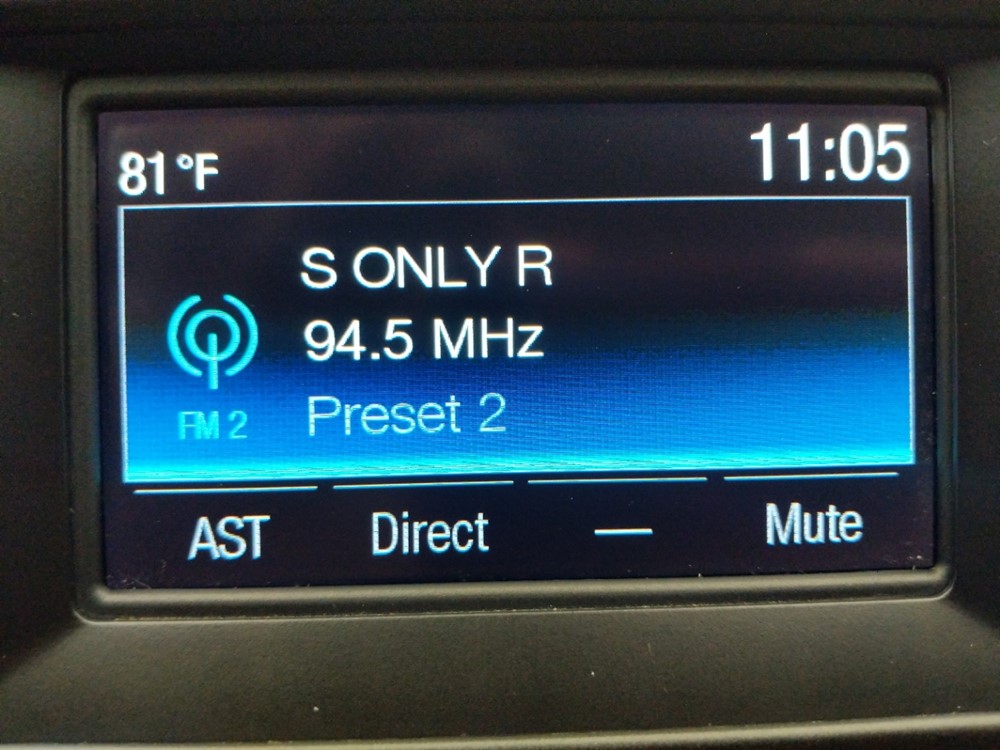 81 °F 11:05
S ONLY R
94.5 MHz
FM 2 Preset 2
AST Direct — Mute